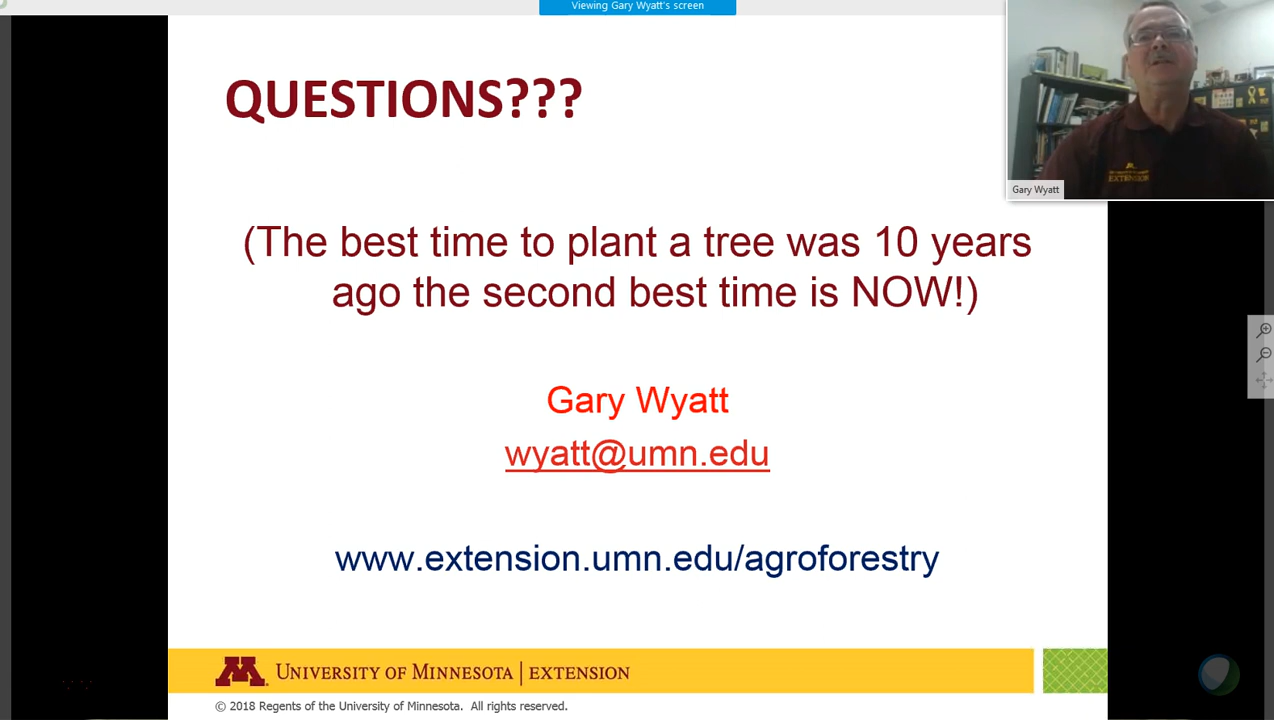 Viewing Gary Wyatt's screen
QUESTIONS???
Gary Wyatt
EXTENSION
(The best time to plant a tree was 10 years
ago the second best time is NOW!)
Gary Wyatt
wyatt@umn.edu
www.extension.umn.edu/agroforestry
UNIVERSITY OF MINNESOTA | EXTENSION
© 2018 Regents of the University of Minnesota.  All rights reserved.